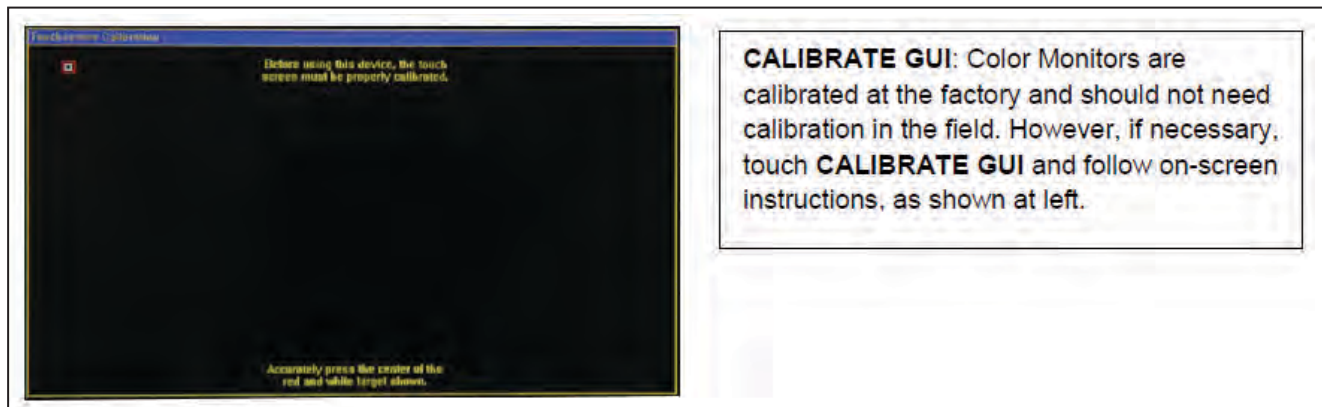 Touchscreen Calibration
Before using this device, the touch
screen must be properly calibrated.
Accurately press the center of the
red and white target shown.
CALIBRATE GUI: Color Monitors are
calibrated at the factory and should not need
calibration in the field. However, if necessary,
touch CALIBRATE GUI and follow on-screen
instructions, as shown at left.